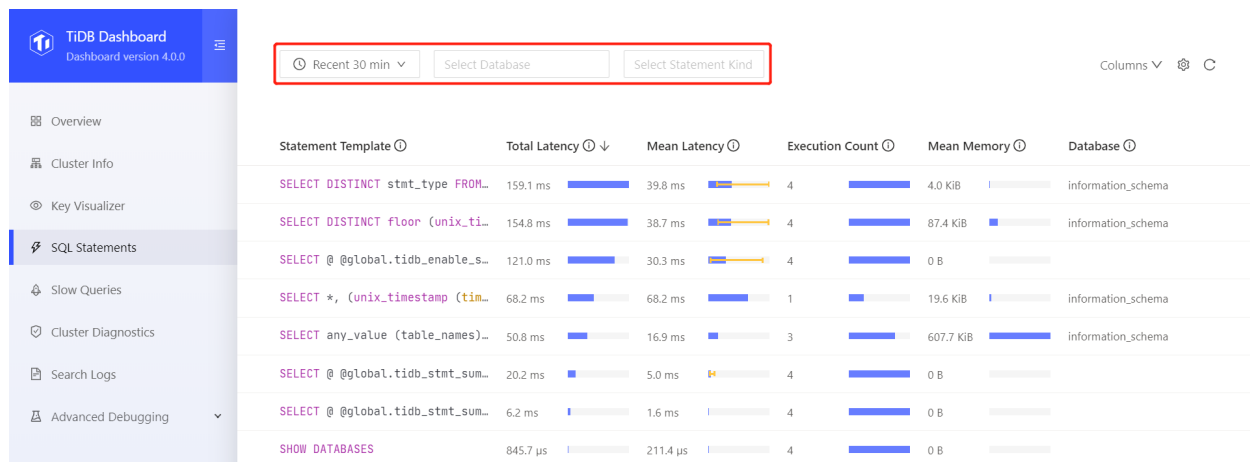 TiDB Dashboard
Dashboard version 4.0.0
Recent 30 min
Select Database
Select Statement Kind
Columns
Overview
Cluster Info
Key Visualizer
SQL Statements
Slow Queries
Cluster Diagnostics
Search Logs
Advanced Debugging
Statement Template Total Latency Mean Latency Execution Count Mean Memory Database
SELECT DISTINCT stmt_type FROM… 159.1 ms 39.8 ms 4 4.0 KiB information_schema
SELECT DISTINCT floor (unix_ti… 154.8 ms 38.7 ms 4 87.4 KiB information_schema
SELECT @ @global.tidb_enable_s… 121.0 ms 30.3 ms 4 0 B
SELECT *, (unix_timestamp (tim… 68.2 ms 68.2 ms 1 19.6 KiB information_schema
SELECT any_value (table_names)… 50.8 ms 16.9 ms 3 607.7 KiB information_schema
SELECT @ @global.tidb_stmt_sum… 20.2 ms 5.0 ms 4 0 B
SELECT @ @global.tidb_stmt_sum… 6.2 ms 1.6 ms 4 0 B
SHOW DATABASES 845.7 µs 211.4 µs 4 0 B